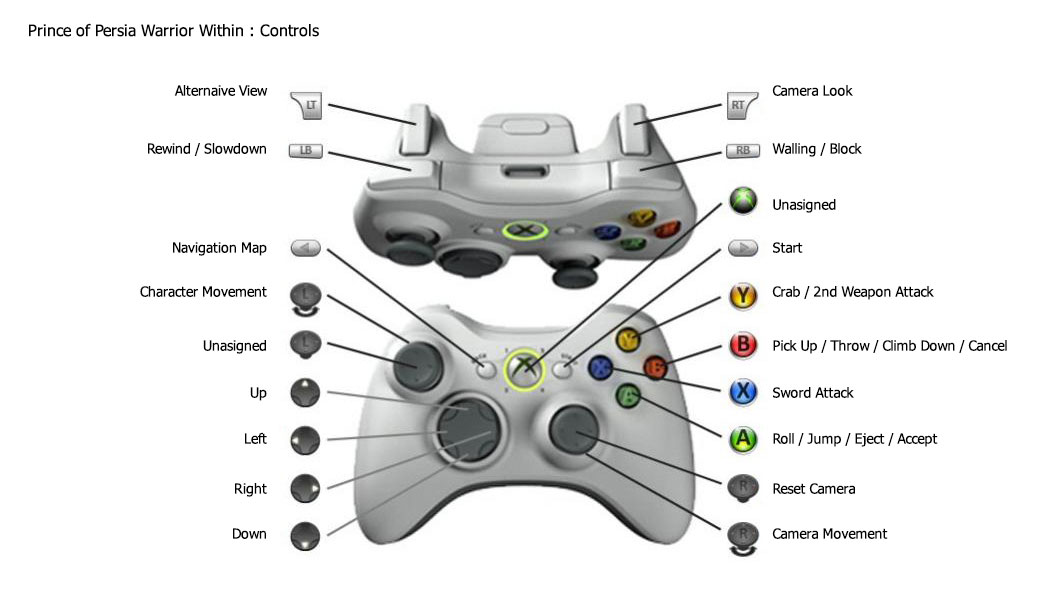 Prince of Persia Warrior Within : Controls
Alternaive View
LT
RT
Camera Look
Rewind / Slowdown
LB
RB
Walling / Block
Unasigned
Navigation Map
Start
Character Movement
L
Y
Crab / 2nd Weapon Attack
Unasigned
L
B
Pick Up / Throw / Climb Down / Cancel
Up
X
Sword Attack
Left
A
Roll / Jump / Eject / Accept
Right
R
Reset Camera
Down
R
Camera Movement
Y
X
B
A